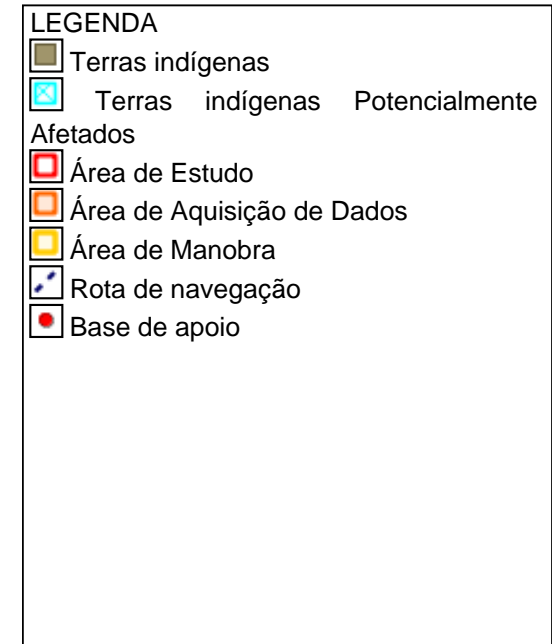 LEGENDA
Terras indígenas
Terras indígenas Potencialmente
Afetados
Área de Estudo
Área de Aquisição de Dados
Área de Manobra
Rota de navegação
Base de apoio